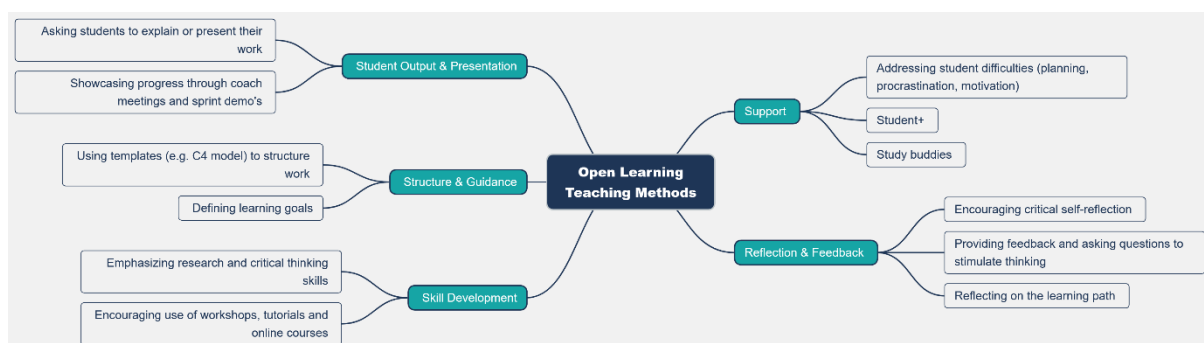 Asking students to explain or present their
work
Showcasing progress through coach
meetings and sprint demo's
Student Output & Presentation
Using templates (e.g. C4 model) to structure
work
Defining learning goals
Structure & Guidance
Emphasizing research and critical thinking
skills
Encouraging use of workshops, tutorials and
online courses
Skill Development
Open Learning
Teaching Methods
Support
Addressing student difficulties (planning,
procrastination, motivation)
Student+
Study buddies
Reflection & Feedback
Encouraging critical self-reflection
Providing feedback and asking questions to
stimulate thinking
Reflecting on the learning path